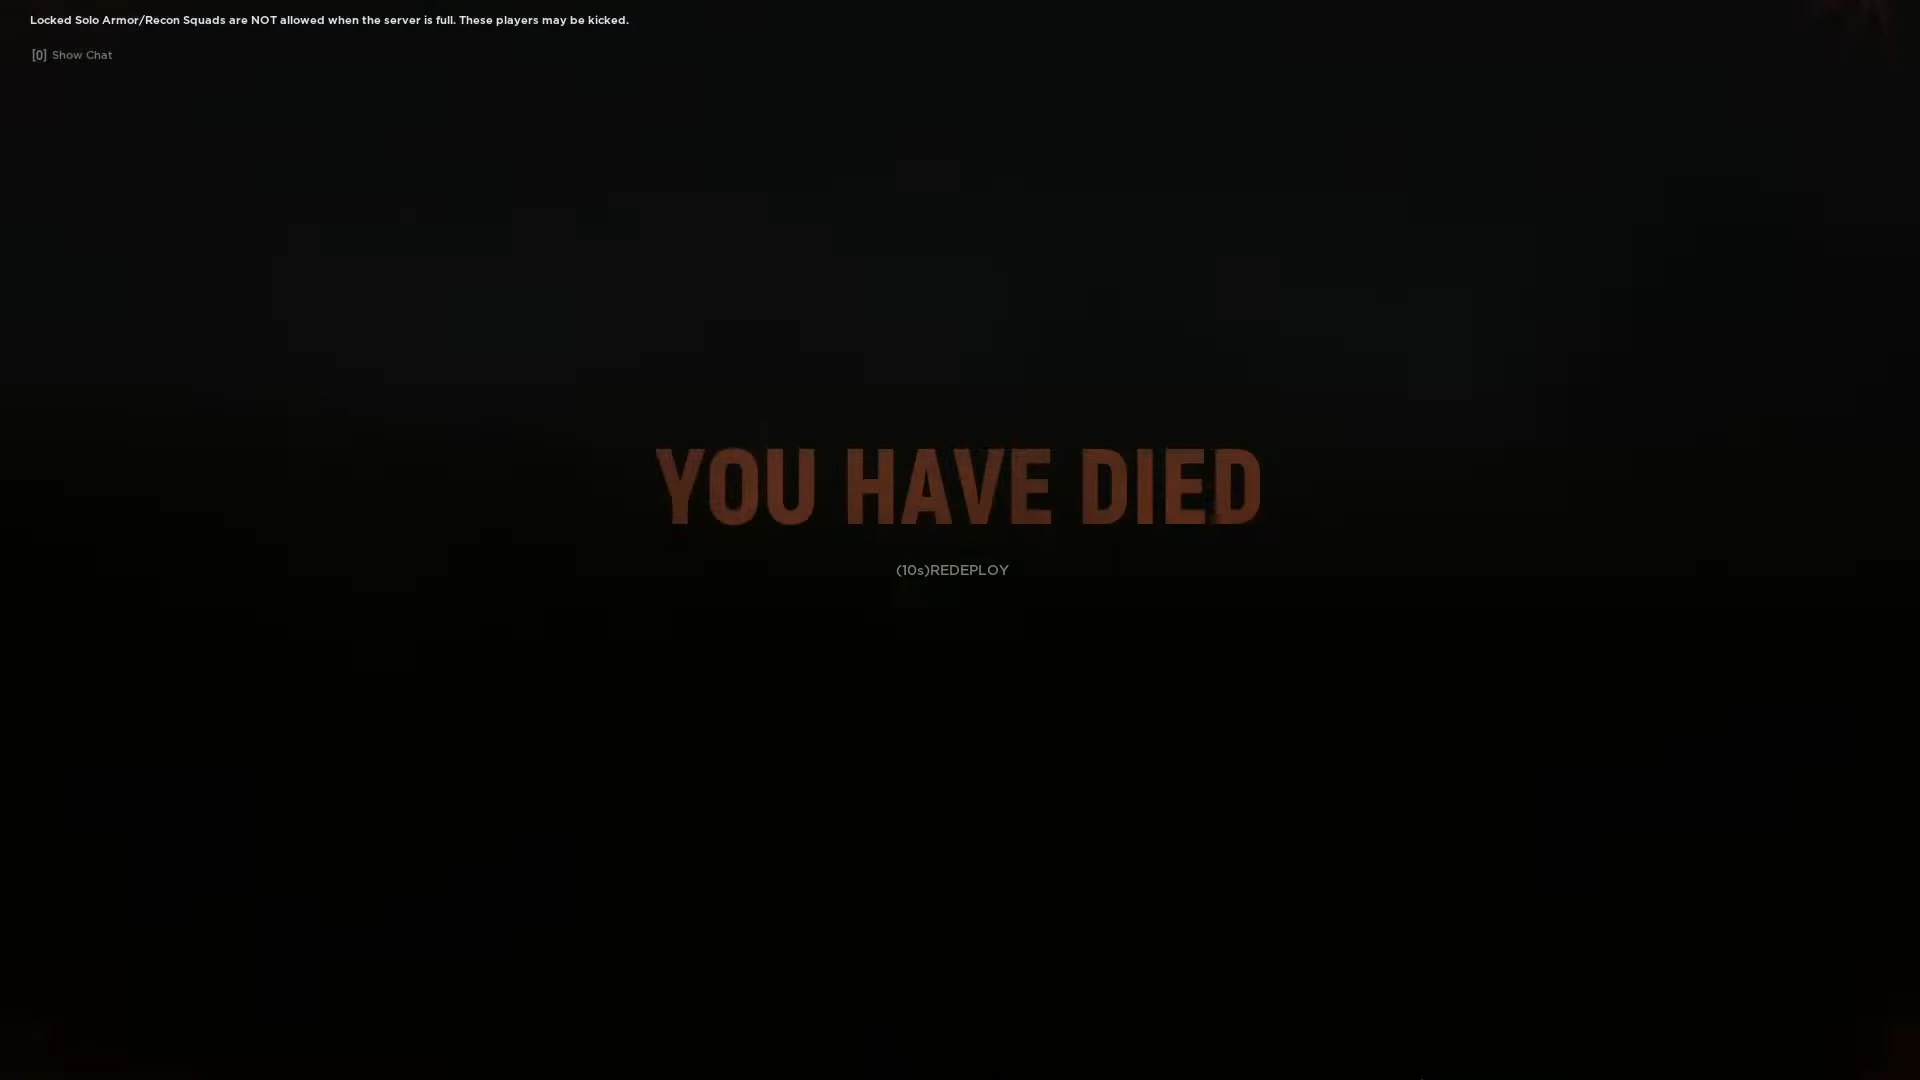 Locked Solo Armor/Recon Squads are NOT allowed when the server is full. These players may be kicked.
[0] Show Chat
YOU HAVE DIED
(10s)REDEPLOY